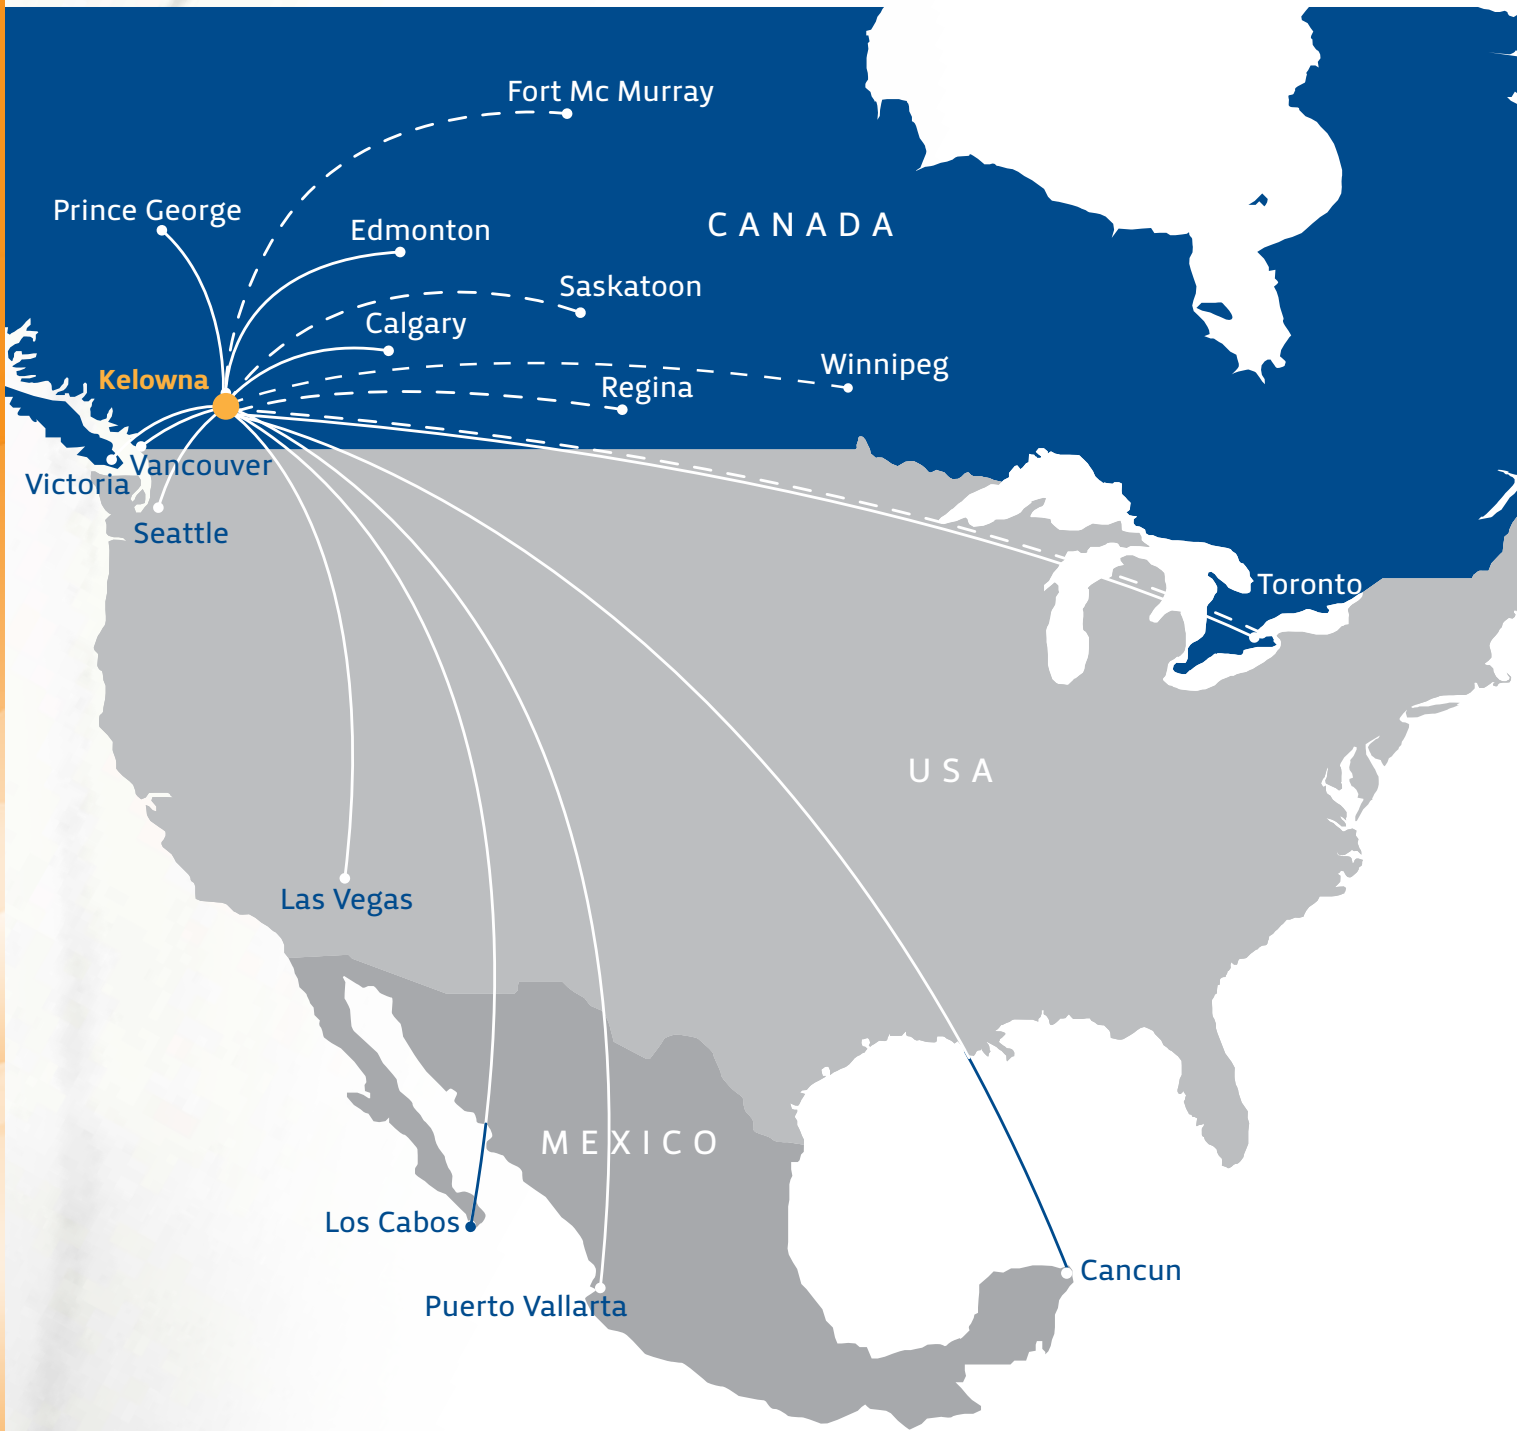 Fort Mc Murray
Prince George
Edmonton
CANADA
Saskatoon
Calgary
Winnipeg
Kelowna
Regina
Vancouver
Victoria
Seattle
Toronto
USA
Las Vegas
MEXICO
Los Cabos
Cancun
Puerto Vallarta